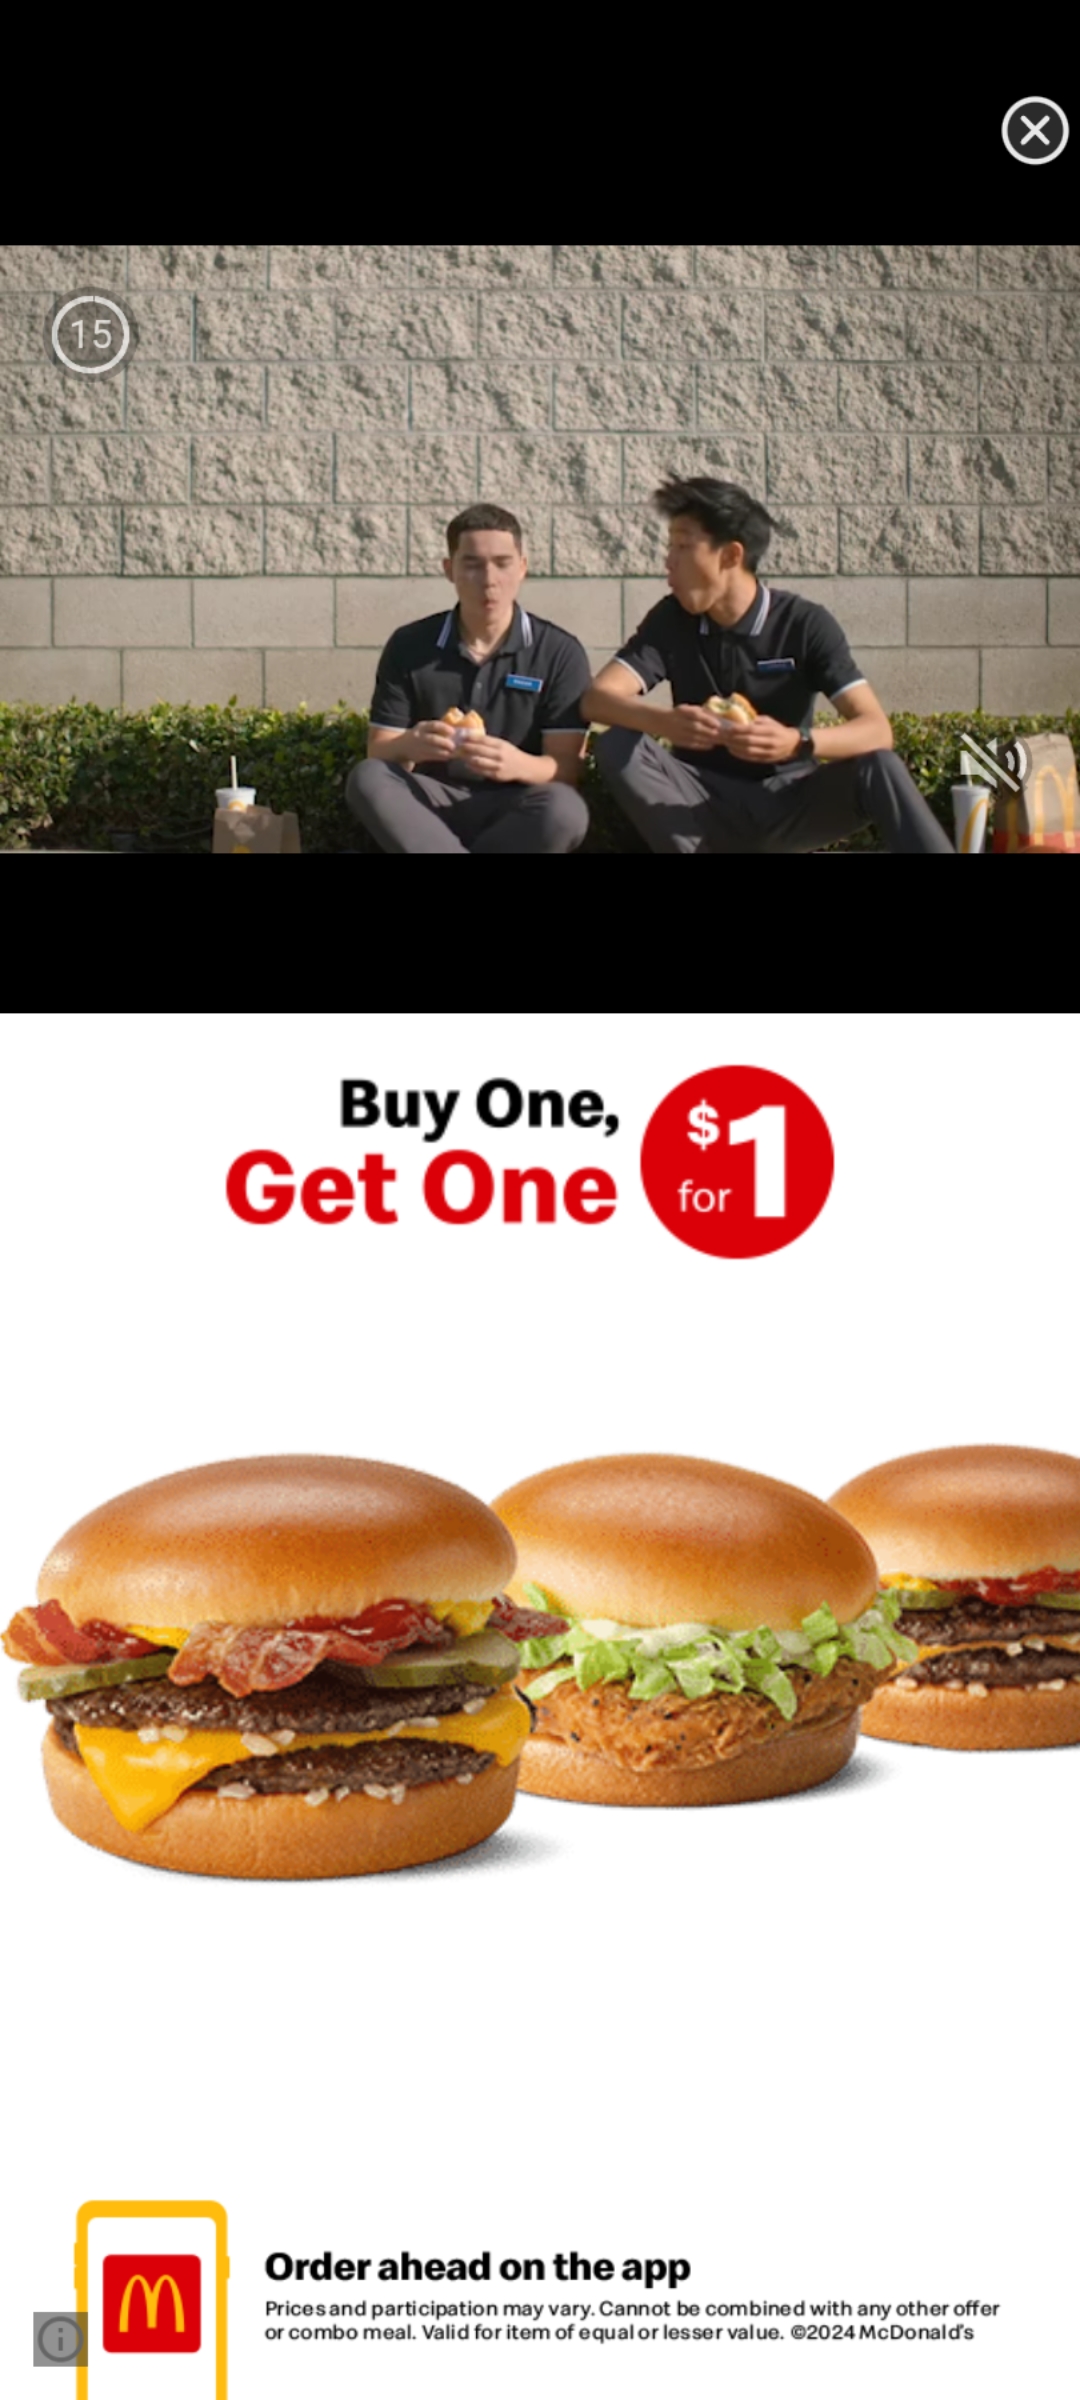 15
Buy One,
Get One
$1
for
Order ahead on the app
Prices and participation may vary. Cannot be combined with any other offer
or combo meal. Valid for item of equal or lesser value. ©2024 McDonald's